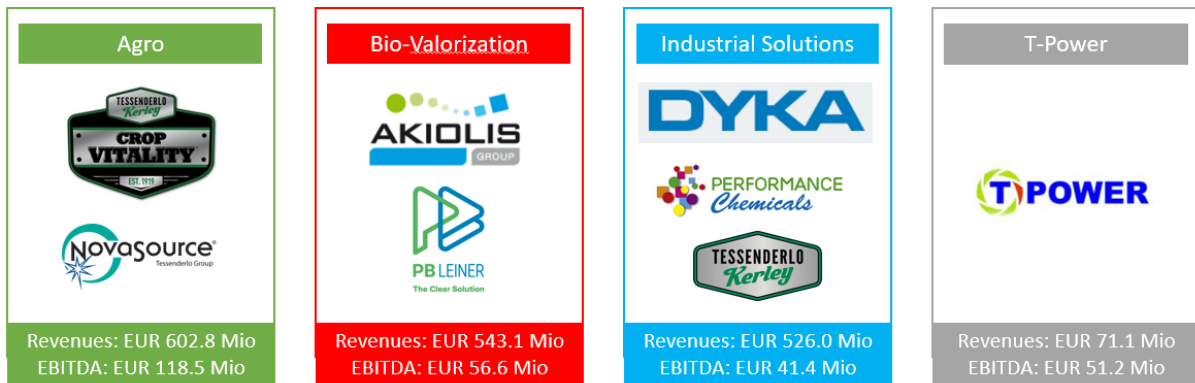 Agro
TESSENDERLO
Kerley
CROP
VITALITY
EST. 1919
NovaSource®
Tessenderlo Group
Revenues: EUR 602.8 Mio
EBITDA: EUR 118.5 Mio
Bio-Valorization
AKIOLIS
GROUP
PB LEINER
The Clear Solution
Revenues: EUR 543.1 Mio
EBITDA: EUR 56.6 Mio
Industrial Solutions
DYKA
PERFORMANCE
Chemicals
TESSENDERLO
Kerley
Revenues: EUR 526.0 Mio
EBITDA: EUR 41.4 Mio
T-Power
T POWER
Revenues: EUR 71.1 Mio
EBITDA: EUR 51.2 Mio